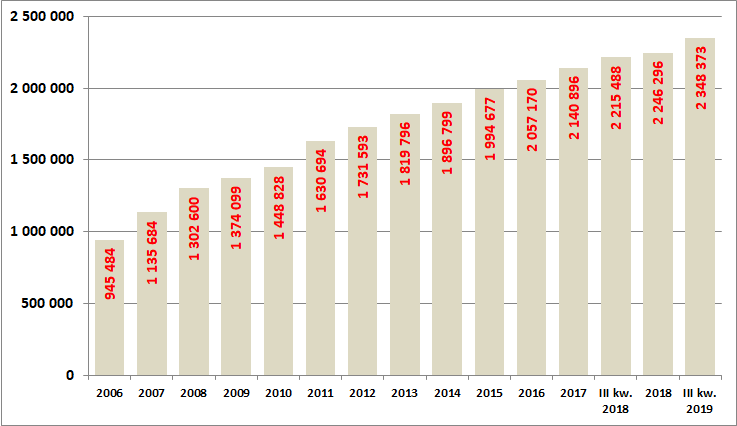 2 500 000
2 000 000
1 500 000
1 000 000
500 000
0
945 484
1 135 684
1 302 600
1 374 099
1 448 828
1 630 694
1 731 593
1 819 796
1 896 799
1 994 677
2 057 170
2 140 896
2 215 488
2 246 296
2 348 373
2006
2007
2008
2009
2010
2011
2012
2013
2014
2015
2016
2017
III kw.
2018
2018
III kw.
2019